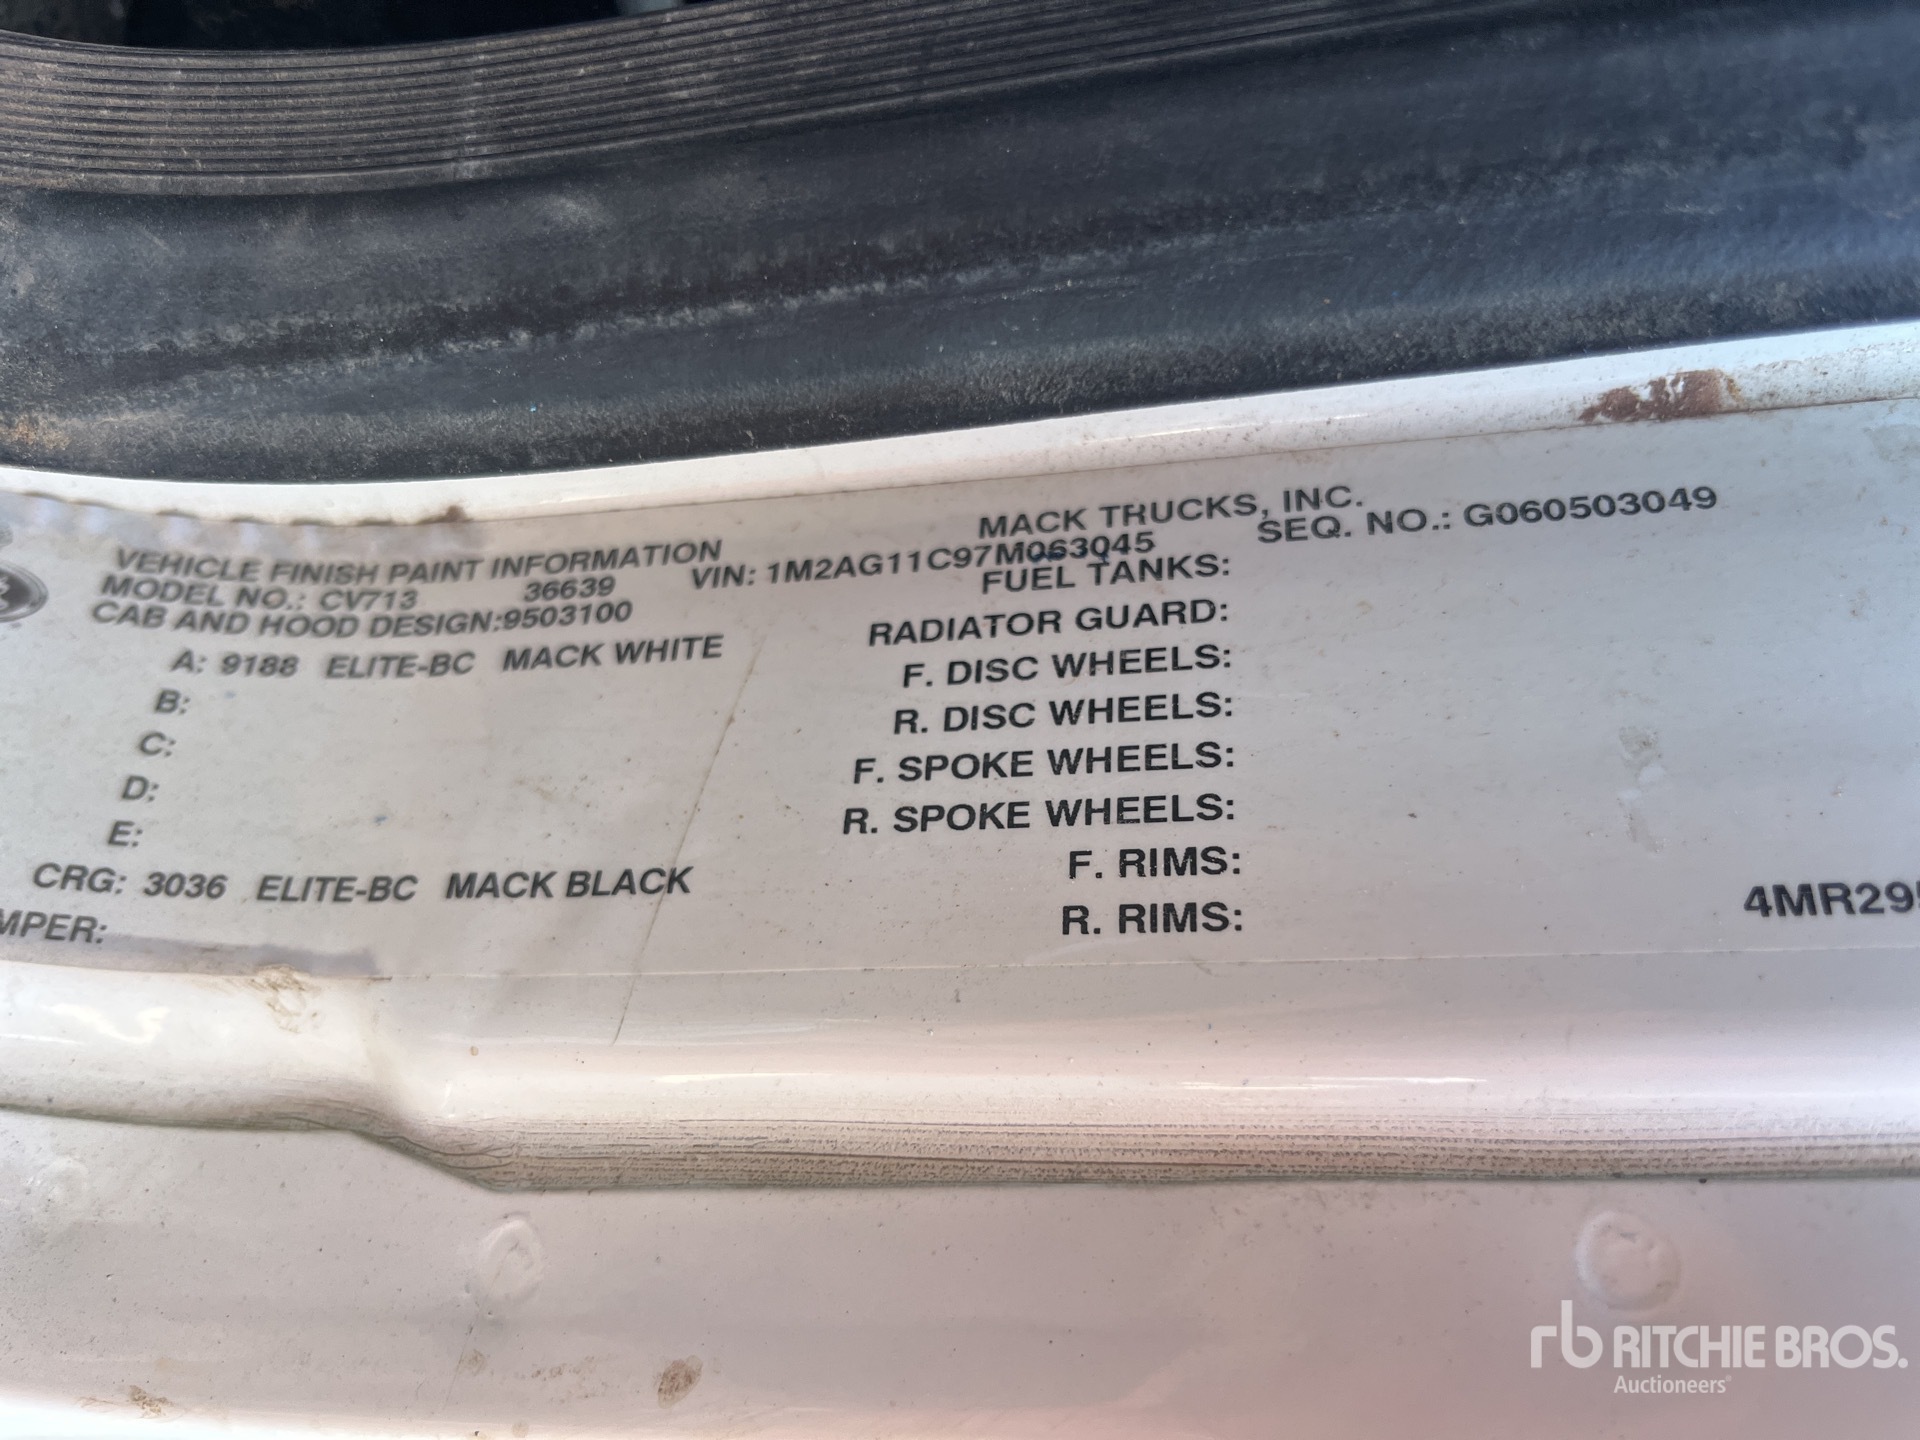 MACK TRUCKS, INC.
VEHICLE FINISH PAINT INFORMATION VIN: 1M2AG11C97M063045 SEQ. NO.: G060503049
MODEL NO.: CV713 36639 FUEL TANKS:
CAB AND HOOD DESIGN:9503100 RADIATOR GUARD:
A: 9188 ELITE-BC MACK WHITE F. DISC WHEELS:
B: R. DISC WHEELS:
C: F. SPOKE WHEELS:
D: R. SPOKE WHEELS:
E: F. RIMS:
CRG: 3036 ELITE-BC MACK BLACK R. RIMS: 4MR29
MPER:
rb RITCHIE BROS.
Auctioneers